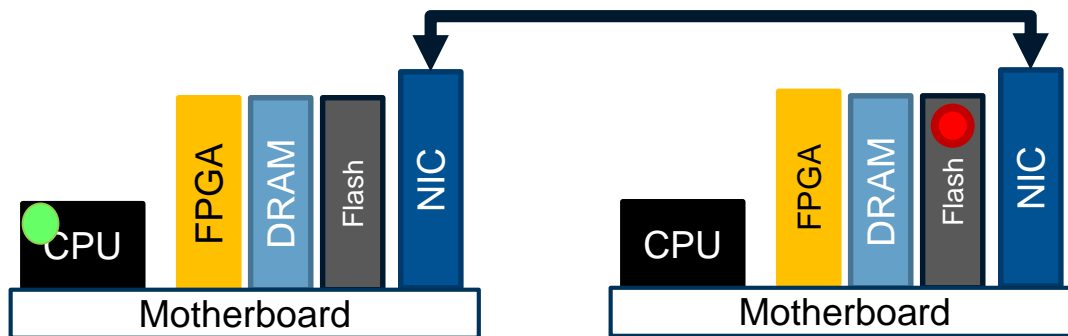 CPU
FPGA
DRAM
Flash
NIC
Motherboard
CPU
FPGA
DRAM
Flash
NIC
Motherboard